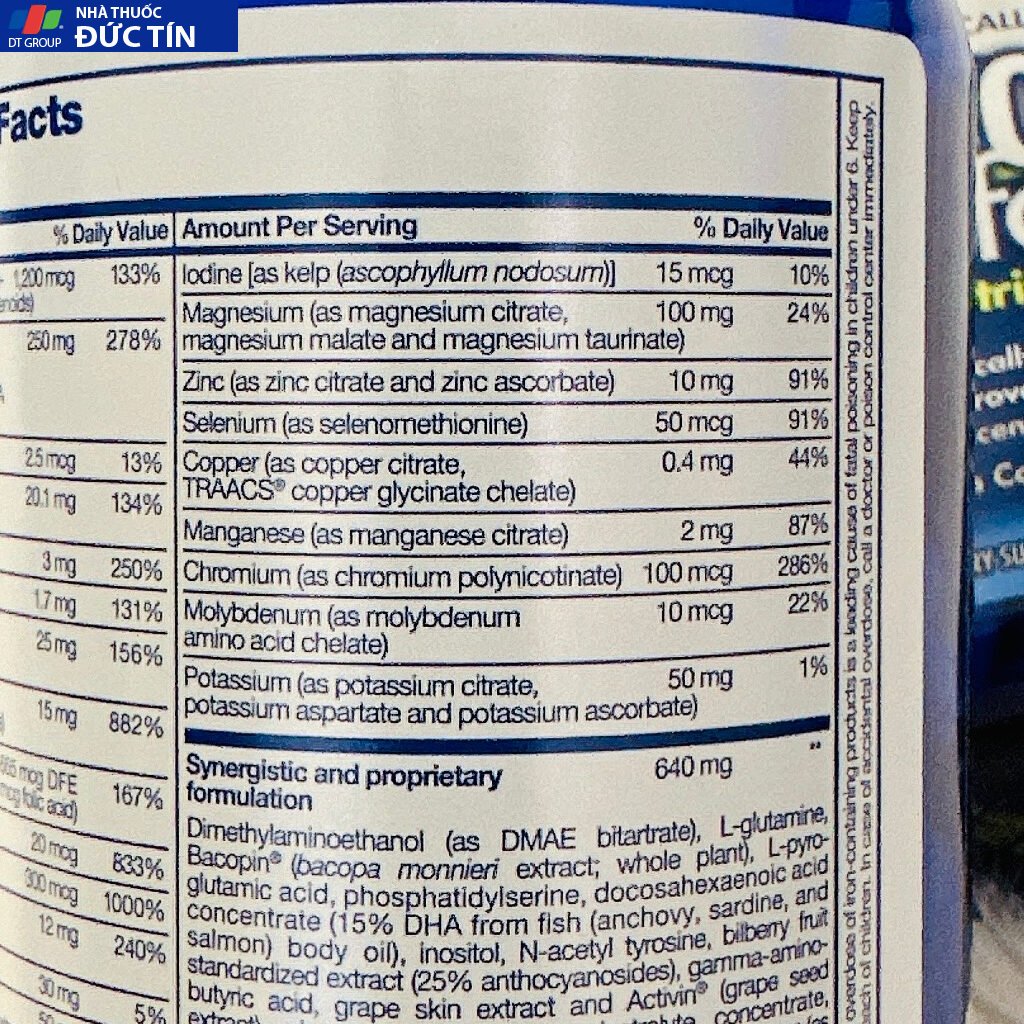 DT GROUP
NHÀ THUỐC
ĐỨC TÍN
Facts
% Daily Value
1,200 mcg 133%
250 mg 278%
2.5 mcg 13%
20.1 mg 134%
3 mg 250%
1.7 mg 131%
25 mg 156%
15 mg 882%
mcg DFE
mcg folic acid) 167%
20 mcg 833%
300 mcg 1000%
12 mg 240%
30 mg 5%
Amount Per Serving % Daily Value
Iodine [as kelp (ascophyllum nodosum)] 15 mcg 10%
Magnesium (as magnesium citrate, 100 mg 24%
magnesium malate and magnesium taurinate)
Zinc (as zinc citrate and zinc ascorbate) 10 mg 91%
Selenium (as selenomethionine) 50 mcg 91%
Copper (as copper citrate, 0.4 mg 44%
TRAACS® copper glycinate chelate)
Manganese (as manganese citrate) 2 mg 87%
Chromium (as chromium polynicotinate) 100 mcg 286%
Molybdenum (as molybdenum 10 mcg 22%
amino acid chelate)
Potassium (as potassium citrate, 50 mg 1%
potassium aspartate and potassium ascorbate)
Synergistic and proprietary 640 mg **
formulation
Dimethylaminoethanol (as DMAE bitartrate), L-glutamine,
Bacopin® (bacopa monnieri extract; whole plant), L-pyro-
glutamic acid, phosphatidylserine, docosahexaenoic acid
concentrate (15% DHA from fish (anchovy, sardine, and
salmon) body oil), inositol, N-acetyl tyrosine, bilberry fruit
standardized extract (25% anthocyanosides), gamma-amino-
butyric acid, grape skin extract and Activin® (grape seed
concentrate,
overdose of iron-containing products is a leading cause of fatal poisoning in children under 6. Keep
each of children. In case of accidental overdose, call a doctor or poison control center immediately.